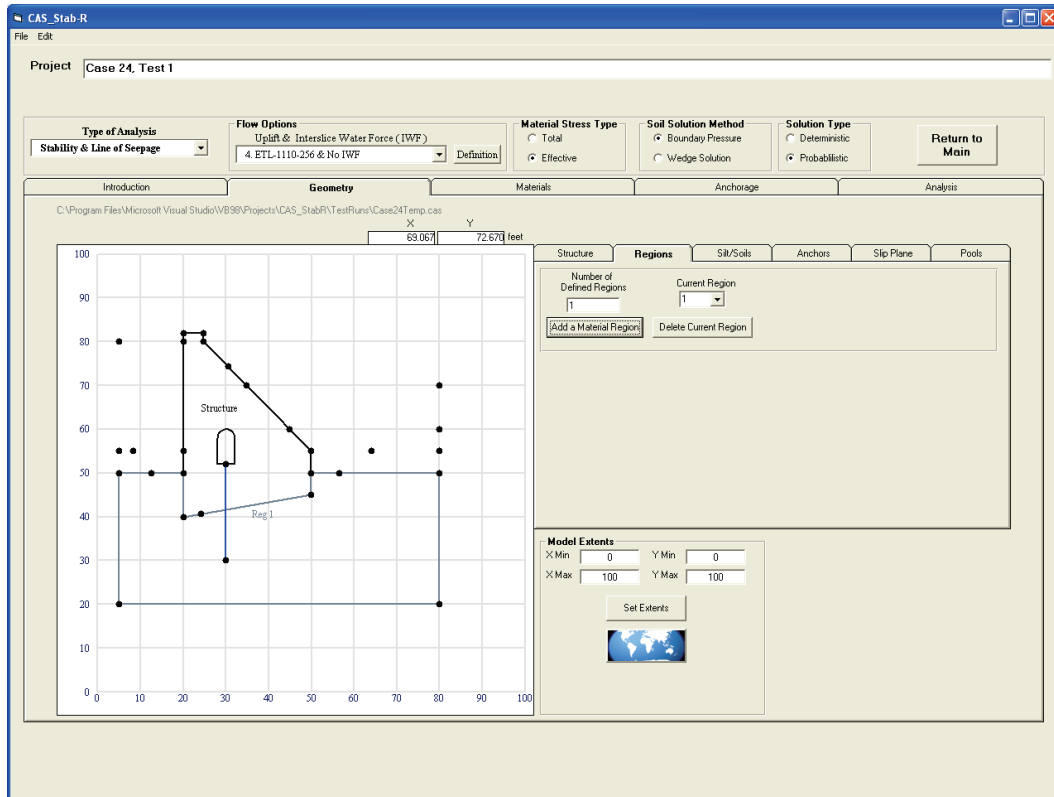 CAS_Stab-R
File Edit
Project Case 24, Test 1
Type of Analysis
Stability & Line of Seepage
Flow Options
Uplift & Interslice Water Force ( IWF )
4. ETL-1110-256 & No IWF
Definition
Material Stress Type
Total
Effective
Soil Solution Method
Boundary Pressure
Wedge Solution
Solution Type
Deterministic
Probablilistic
Return to
Main
Introduction Geometry Materials Anchorage Analysis
C:\Program Files\Microsoft Visual Studio\VB98\Projects\CAS_StabR\TestRuns\Case24Temp.cas
X Y
69.067 72.670 feet
100
90
80
70
60
50
40
30
20
10
0
0 10 20 30 40 50 60 70 80 90 100
Structure
Reg 1
Structure Regions Silt/Soils Anchors Slip Plane Pools
Number of
Defined Regions
1
Current Region
1
Add a Material Region Delete Current Region
Model Extents
X Min 0 Y Min 0
X Max 100 Y Max 100
Set Extents